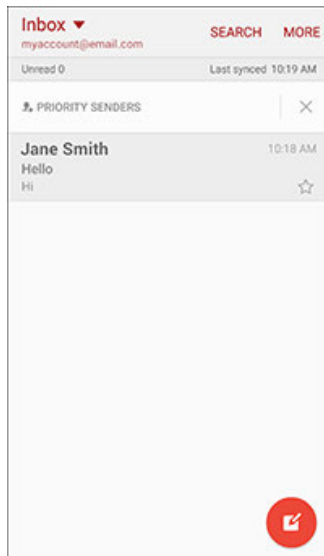 Inbox
SEARCH MORE
myaccount@email.com
Unread 0 Last synced 10:19 AM
PRIORITY SENDERS
Jane Smith 10:18 AM
Hello
Hi